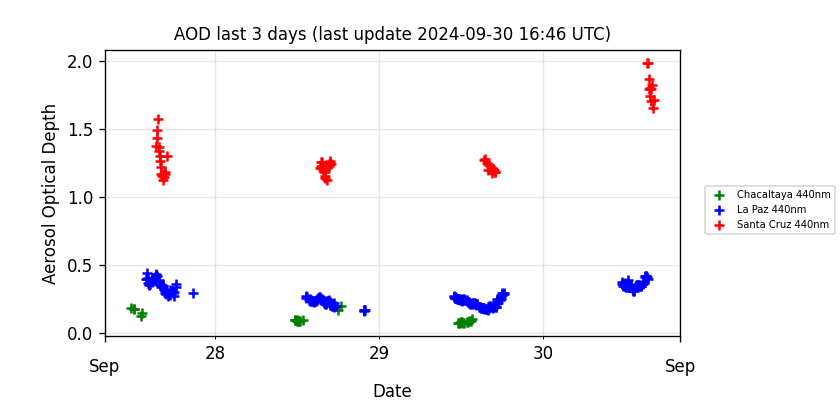 AOD last 3 days (last update 2024-09-30 16:46 UTC)
2.0
1.5
1.0
0.5
0.0
Aerosol Optical Depth
Chacaltaya 440nm
La Paz 440nm
Santa Cruz 440nm
28 29 30
Sep Sep
Date